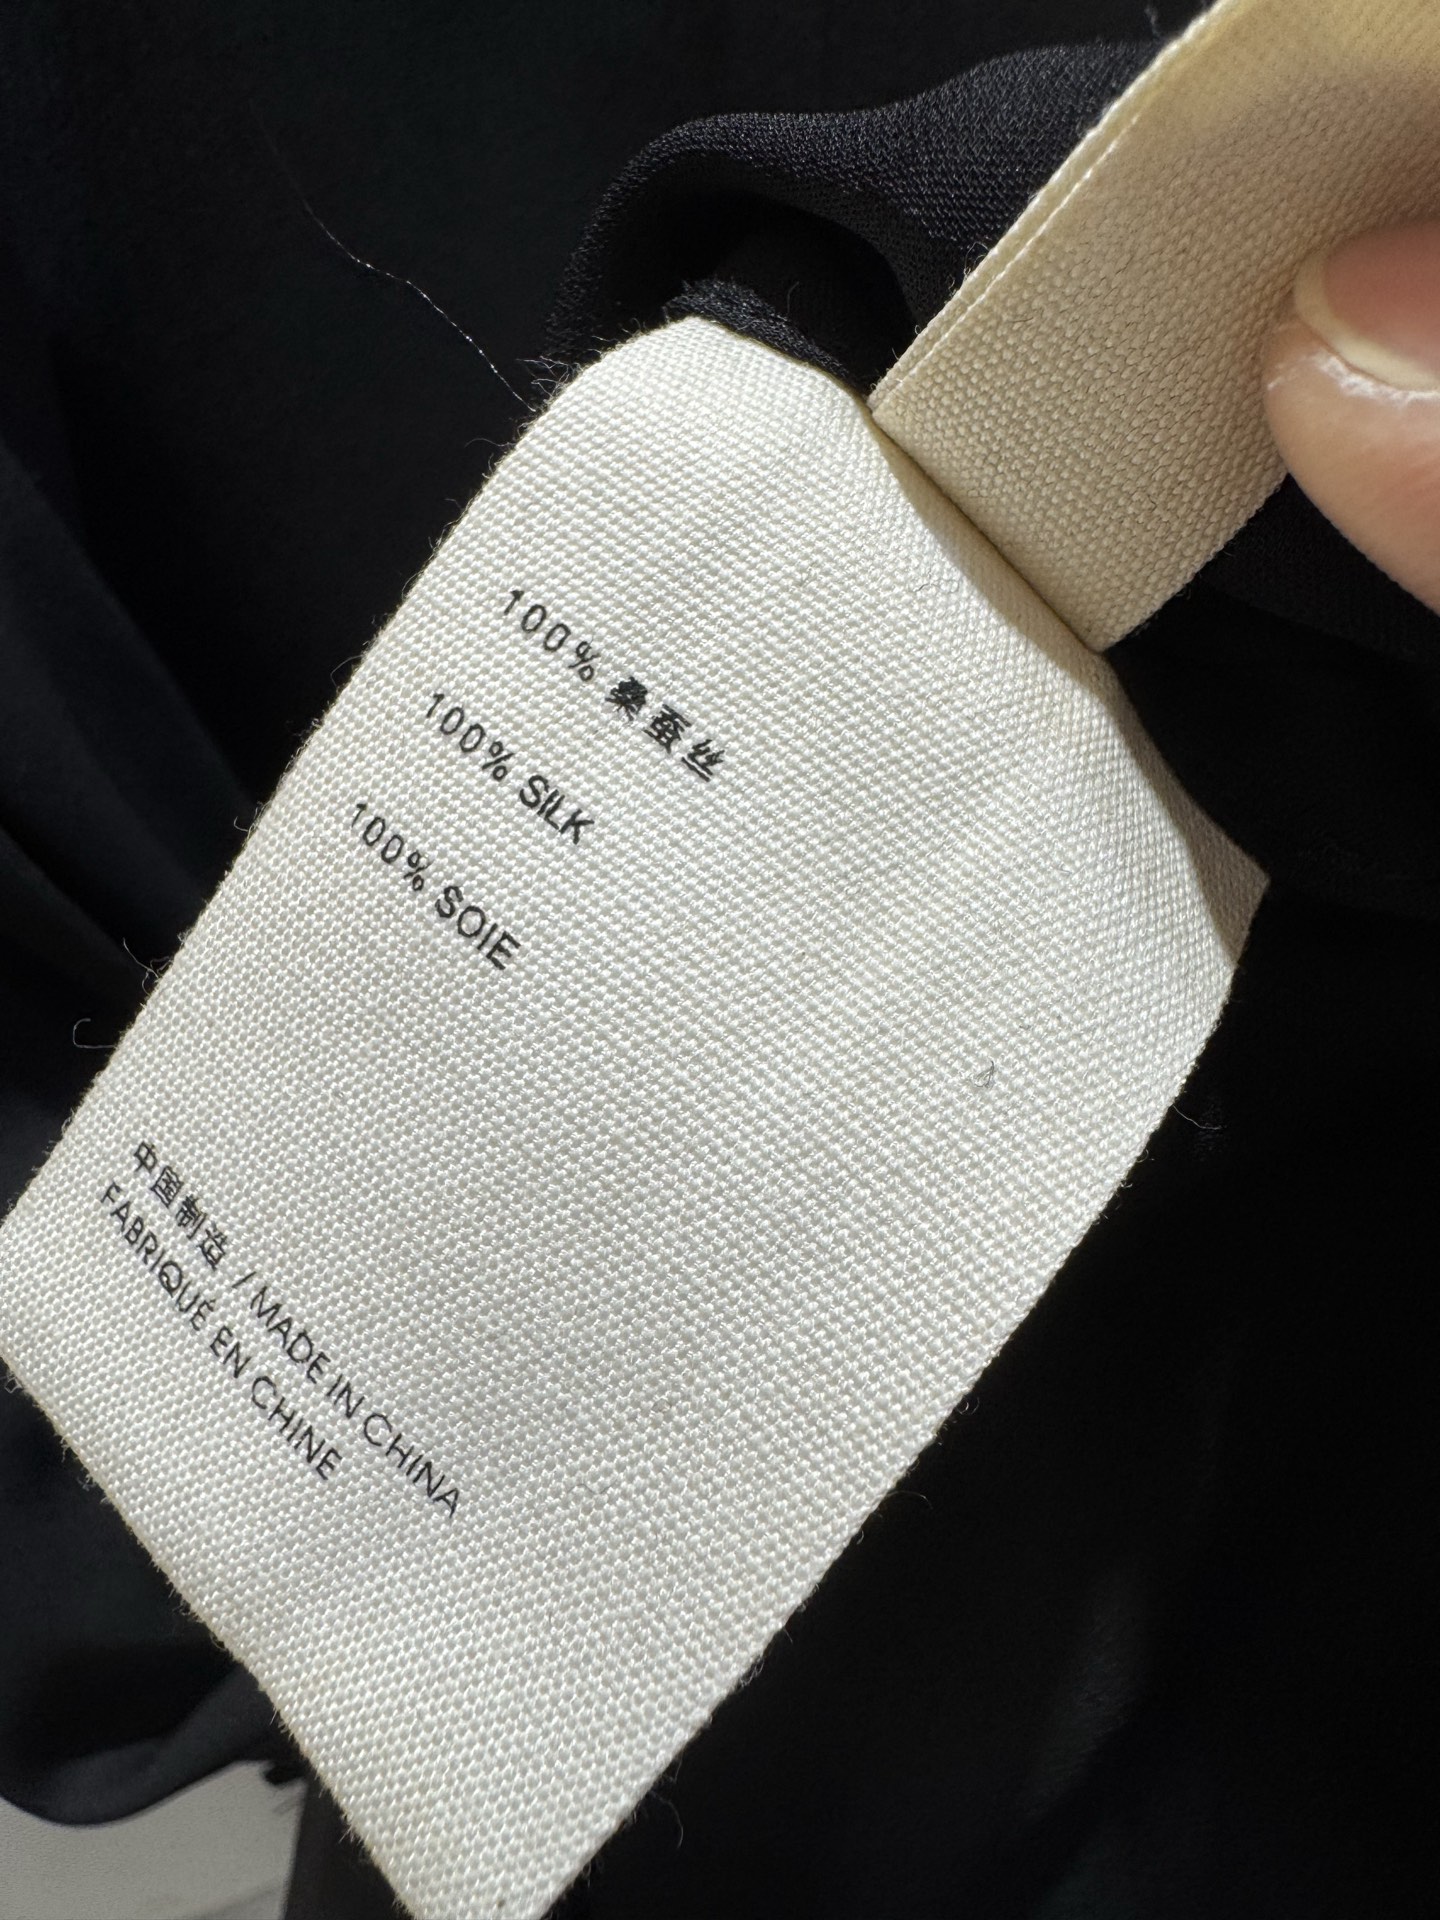 100% 桑蚕丝
100% SILK
100% SOIE
中国制造 / MADE IN CHINA
FABRIQUÉ EN CHINE